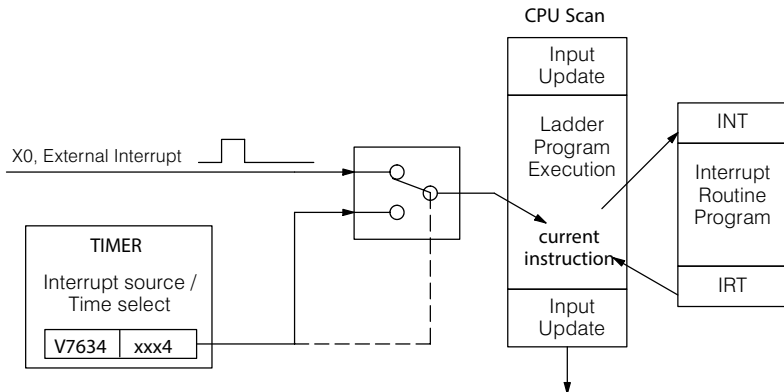 CPU Scan
Input
Update
Ladder
Program
Execution
current
instruction
Input
Update
INT
Interrupt
Routine
Program
IRT
X0, External Interrupt
TIMER
Interrupt source /
Time select
V7634 xxx4